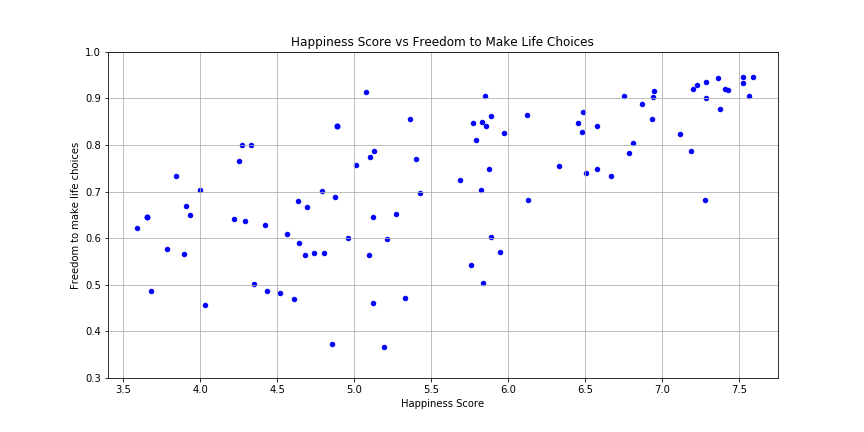 Happiness Score vs Freedom to Make Life Choices
1.0
0.9
0.8
0.7
0.6
0.5
0.4
0.3
Freedom to make life choices
3.5 4.0 4.5 5.0 5.5 6.0 6.5 7.0 7.5
Happiness Score